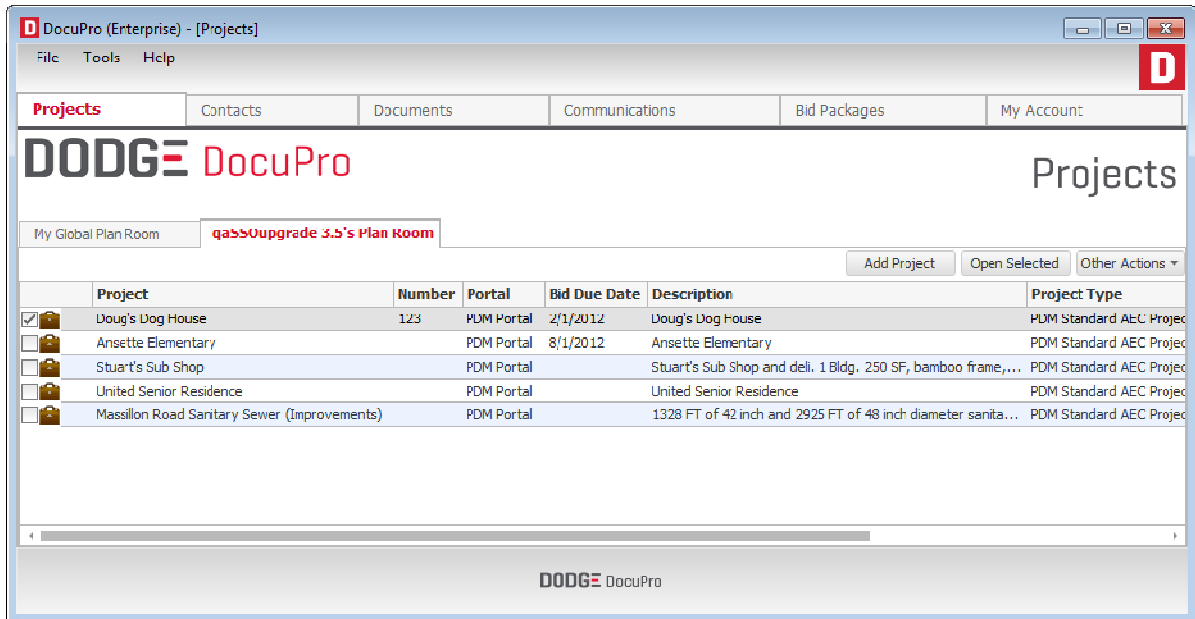 D DocuPro (Enterprise) - [Projects]
File Tools Help
D
Projects Contacts Documents Communications Bid Packages My Account
DODGE DocuPro
Projects
My Global Plan Room qaSSOupgrade 3.5's Plan Room
Add Project Open Selected Other Actions
Project Number Portal Bid Due Date Description Project Type
Doug's Dog House 123 PDM Portal 2/1/2012 Doug's Dog House PDM Standard AEC Projec
Ansette Elementary PDM Portal 8/1/2012 Ansette Elementary PDM Standard AEC Projec
Stuart's Sub Shop PDM Portal Stuart's Sub Shop and deli. 1 Bldg. 250 SF, bamboo frame,... PDM Standard AEC Projec
United Senior Residence PDM Portal United Senior Residence PDM Standard AEC Projec
Massillon Road Sanitary Sewer (Improvements) PDM Portal 1328 FT of 42 inch and 2925 FT of 48 inch diameter sanita... PDM Standard AEC Projec
DODGE DocuPro